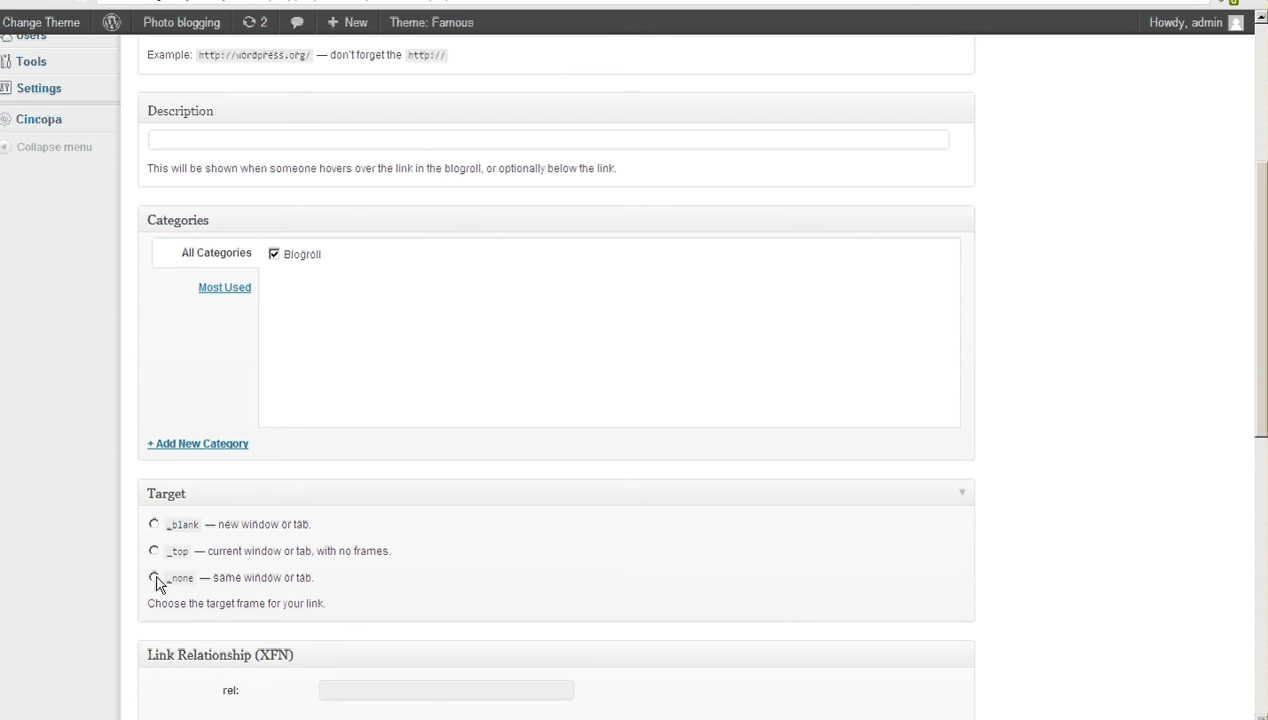 Change Theme Photo blogging 2 New Theme: Famous Howdy, admin
Users
Tools
Settings
Cincopa
Collapse menu
Example: http://wordpress.org/ — don't forget the http://
Description
This will be shown when someone hovers over the link in the blogroll, or optionally below the link.
Categories
All Categories
Blogroll
Most Used
+ Add New Category
Target
_blank — new window or tab.
_top — current window or tab, with no frames.
_none — same window or tab.
Choose the target frame for your link.
Link Relationship (XFN)
rel: